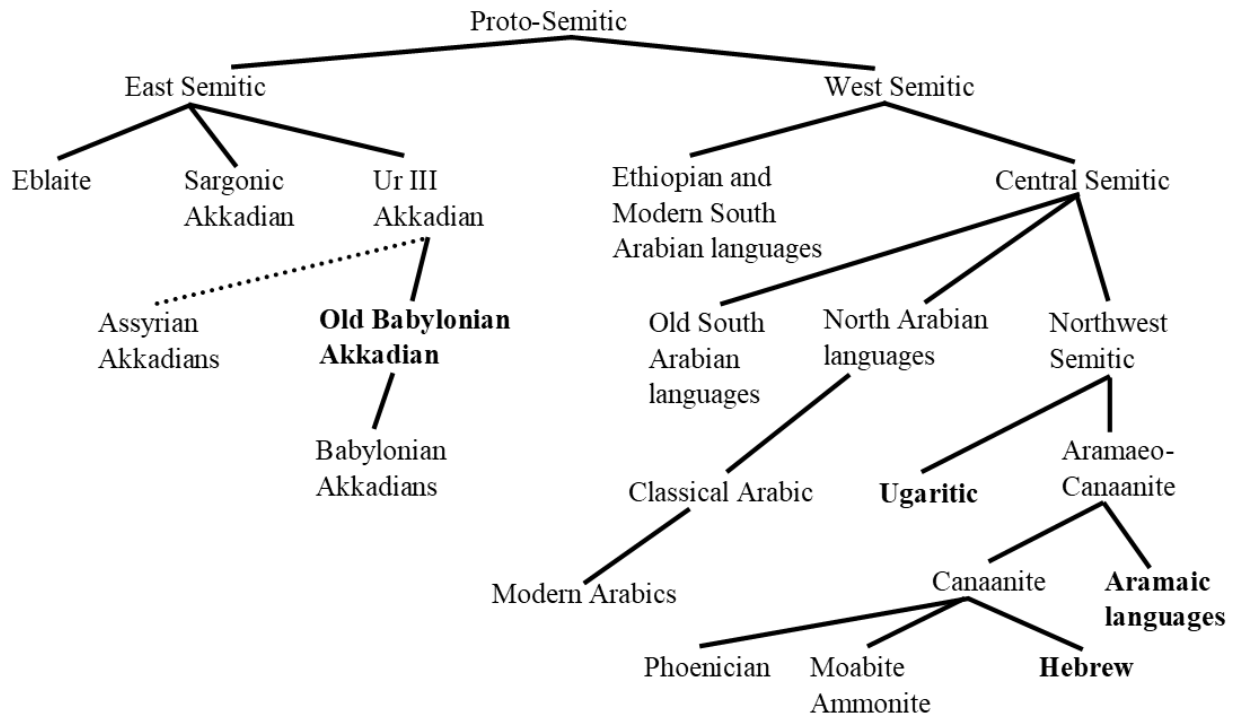 Proto-Semitic
East Semitic
West Semitic
Eblaite
Sargonic
Akkadian
Ur III
Akkadian
Ethiopian and
Modern South
Arabian languages
Central Semitic
Assyrian
Akkadians
Old Babylonian
Akkadian
Old South
Arabian
languages
North Arabian
languages
Northwest
Semitic
Babylonian
Akkadians
Classical Arabic
Ugaritic
Aramaeo-
Canaanite
Modern Arabics
Canaanite
Aramaic
languages
Phoenician
Moabite
Ammonite
Hebrew